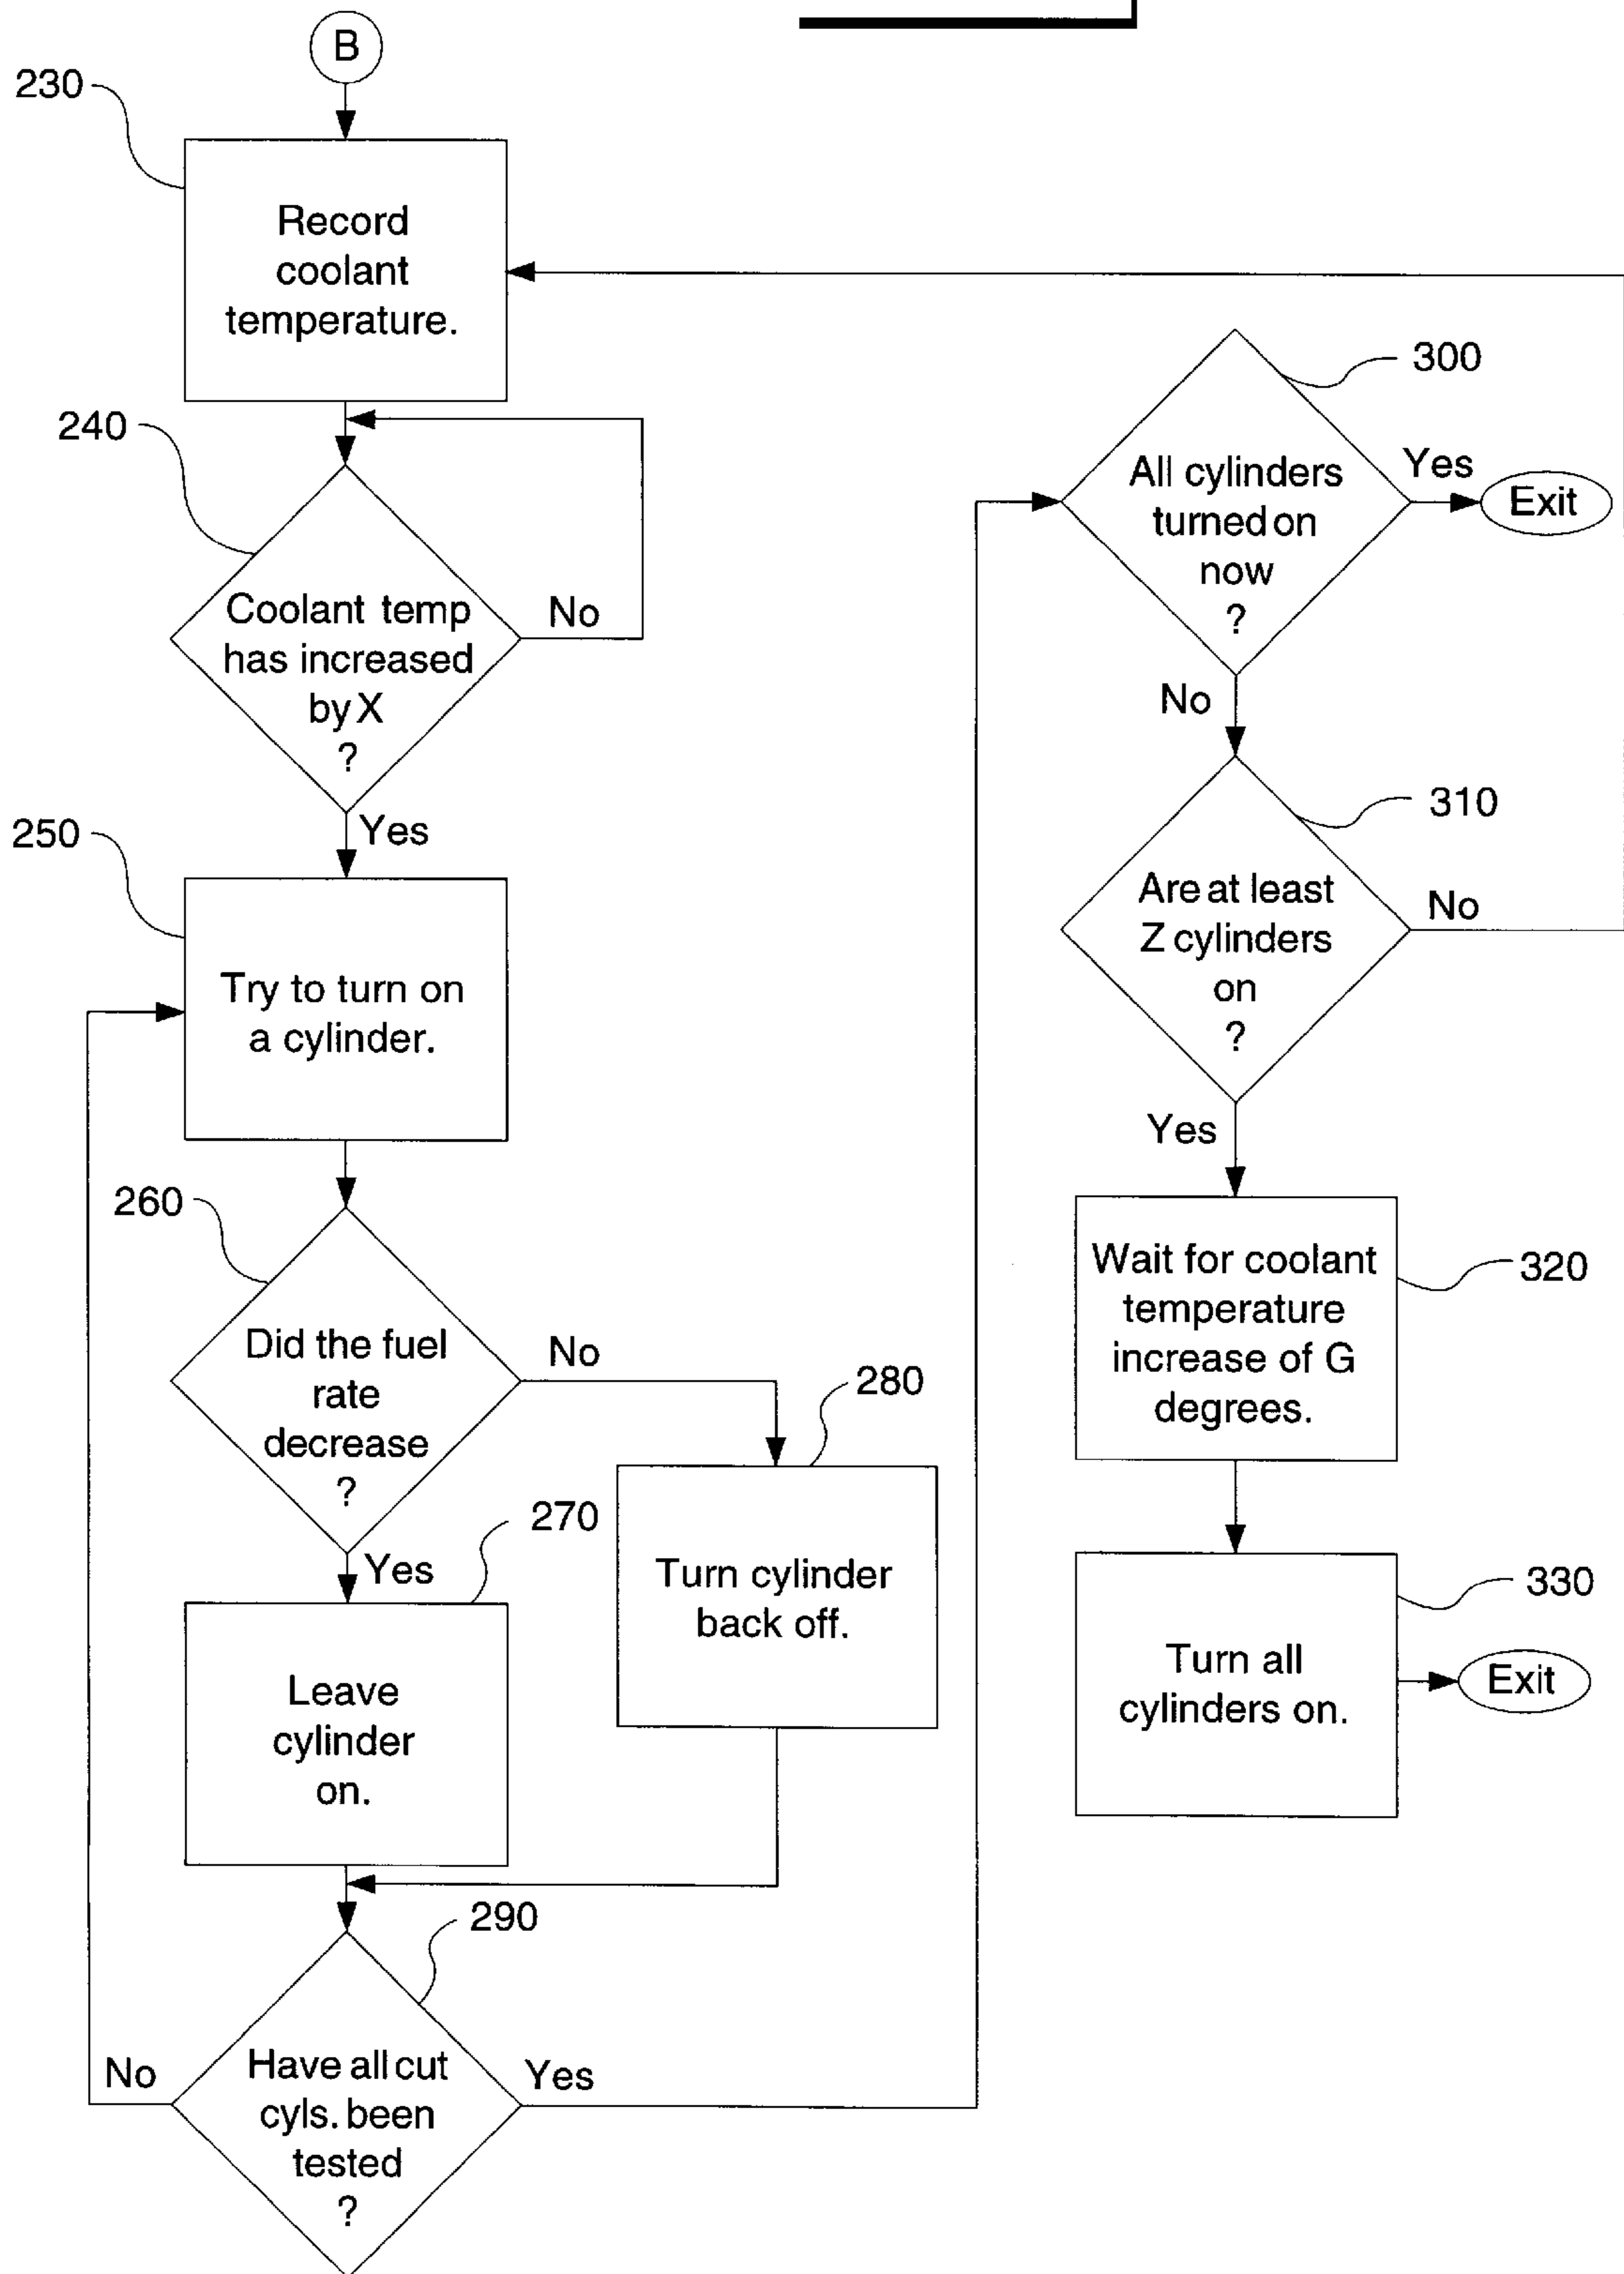 B
230
Record
coolant
temperature.
240
Coolant temp
has increased
by X
?
No
Yes
250
Try to turn on
a cylinder.
260
Did the fuel
rate
decrease
?
No
280
Turn cylinder
back off.
Yes
270
Leave
cylinder
on.
290
Have all cut
cyls. been
tested
?
No
Yes
300
All cylinders
turned on
now
?
Yes
Exit
No
310
Are at least
Z cylinders
on
?
No
Yes
320
Wait for coolant
temperature
increase of G
degrees.
330
Turn all
cylinders on.
Exit